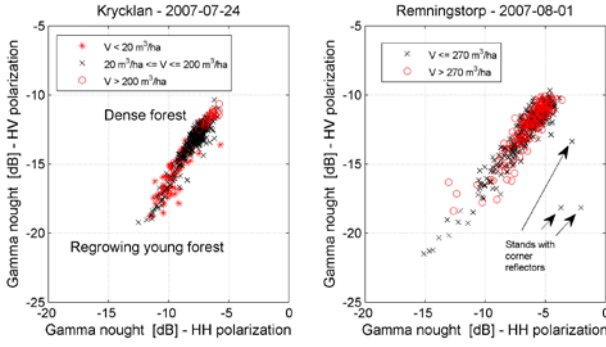 Krycklan - 2007-07-24
V < 20 m³/ha
20 m³/ha <= V <= 200 m³/ha
V > 200 m³/ha
Dense forest
Regrowing young forest
Gamma nought [dB] - HV polarization
-5
-10
-15
-20
-25
-20
-15
-10
-5
0
Gamma nought [dB] - HH polarization
Remningstorp - 2007-08-01
V <= 270 m³/ha
V > 270 m³/ha
Stands with
corner
reflectors
Gamma nought [dB] - HV polarization
-5
-10
-15
-20
-25
-20
-15
-10
-5
0
Gamma nought [dB] - HH polarization